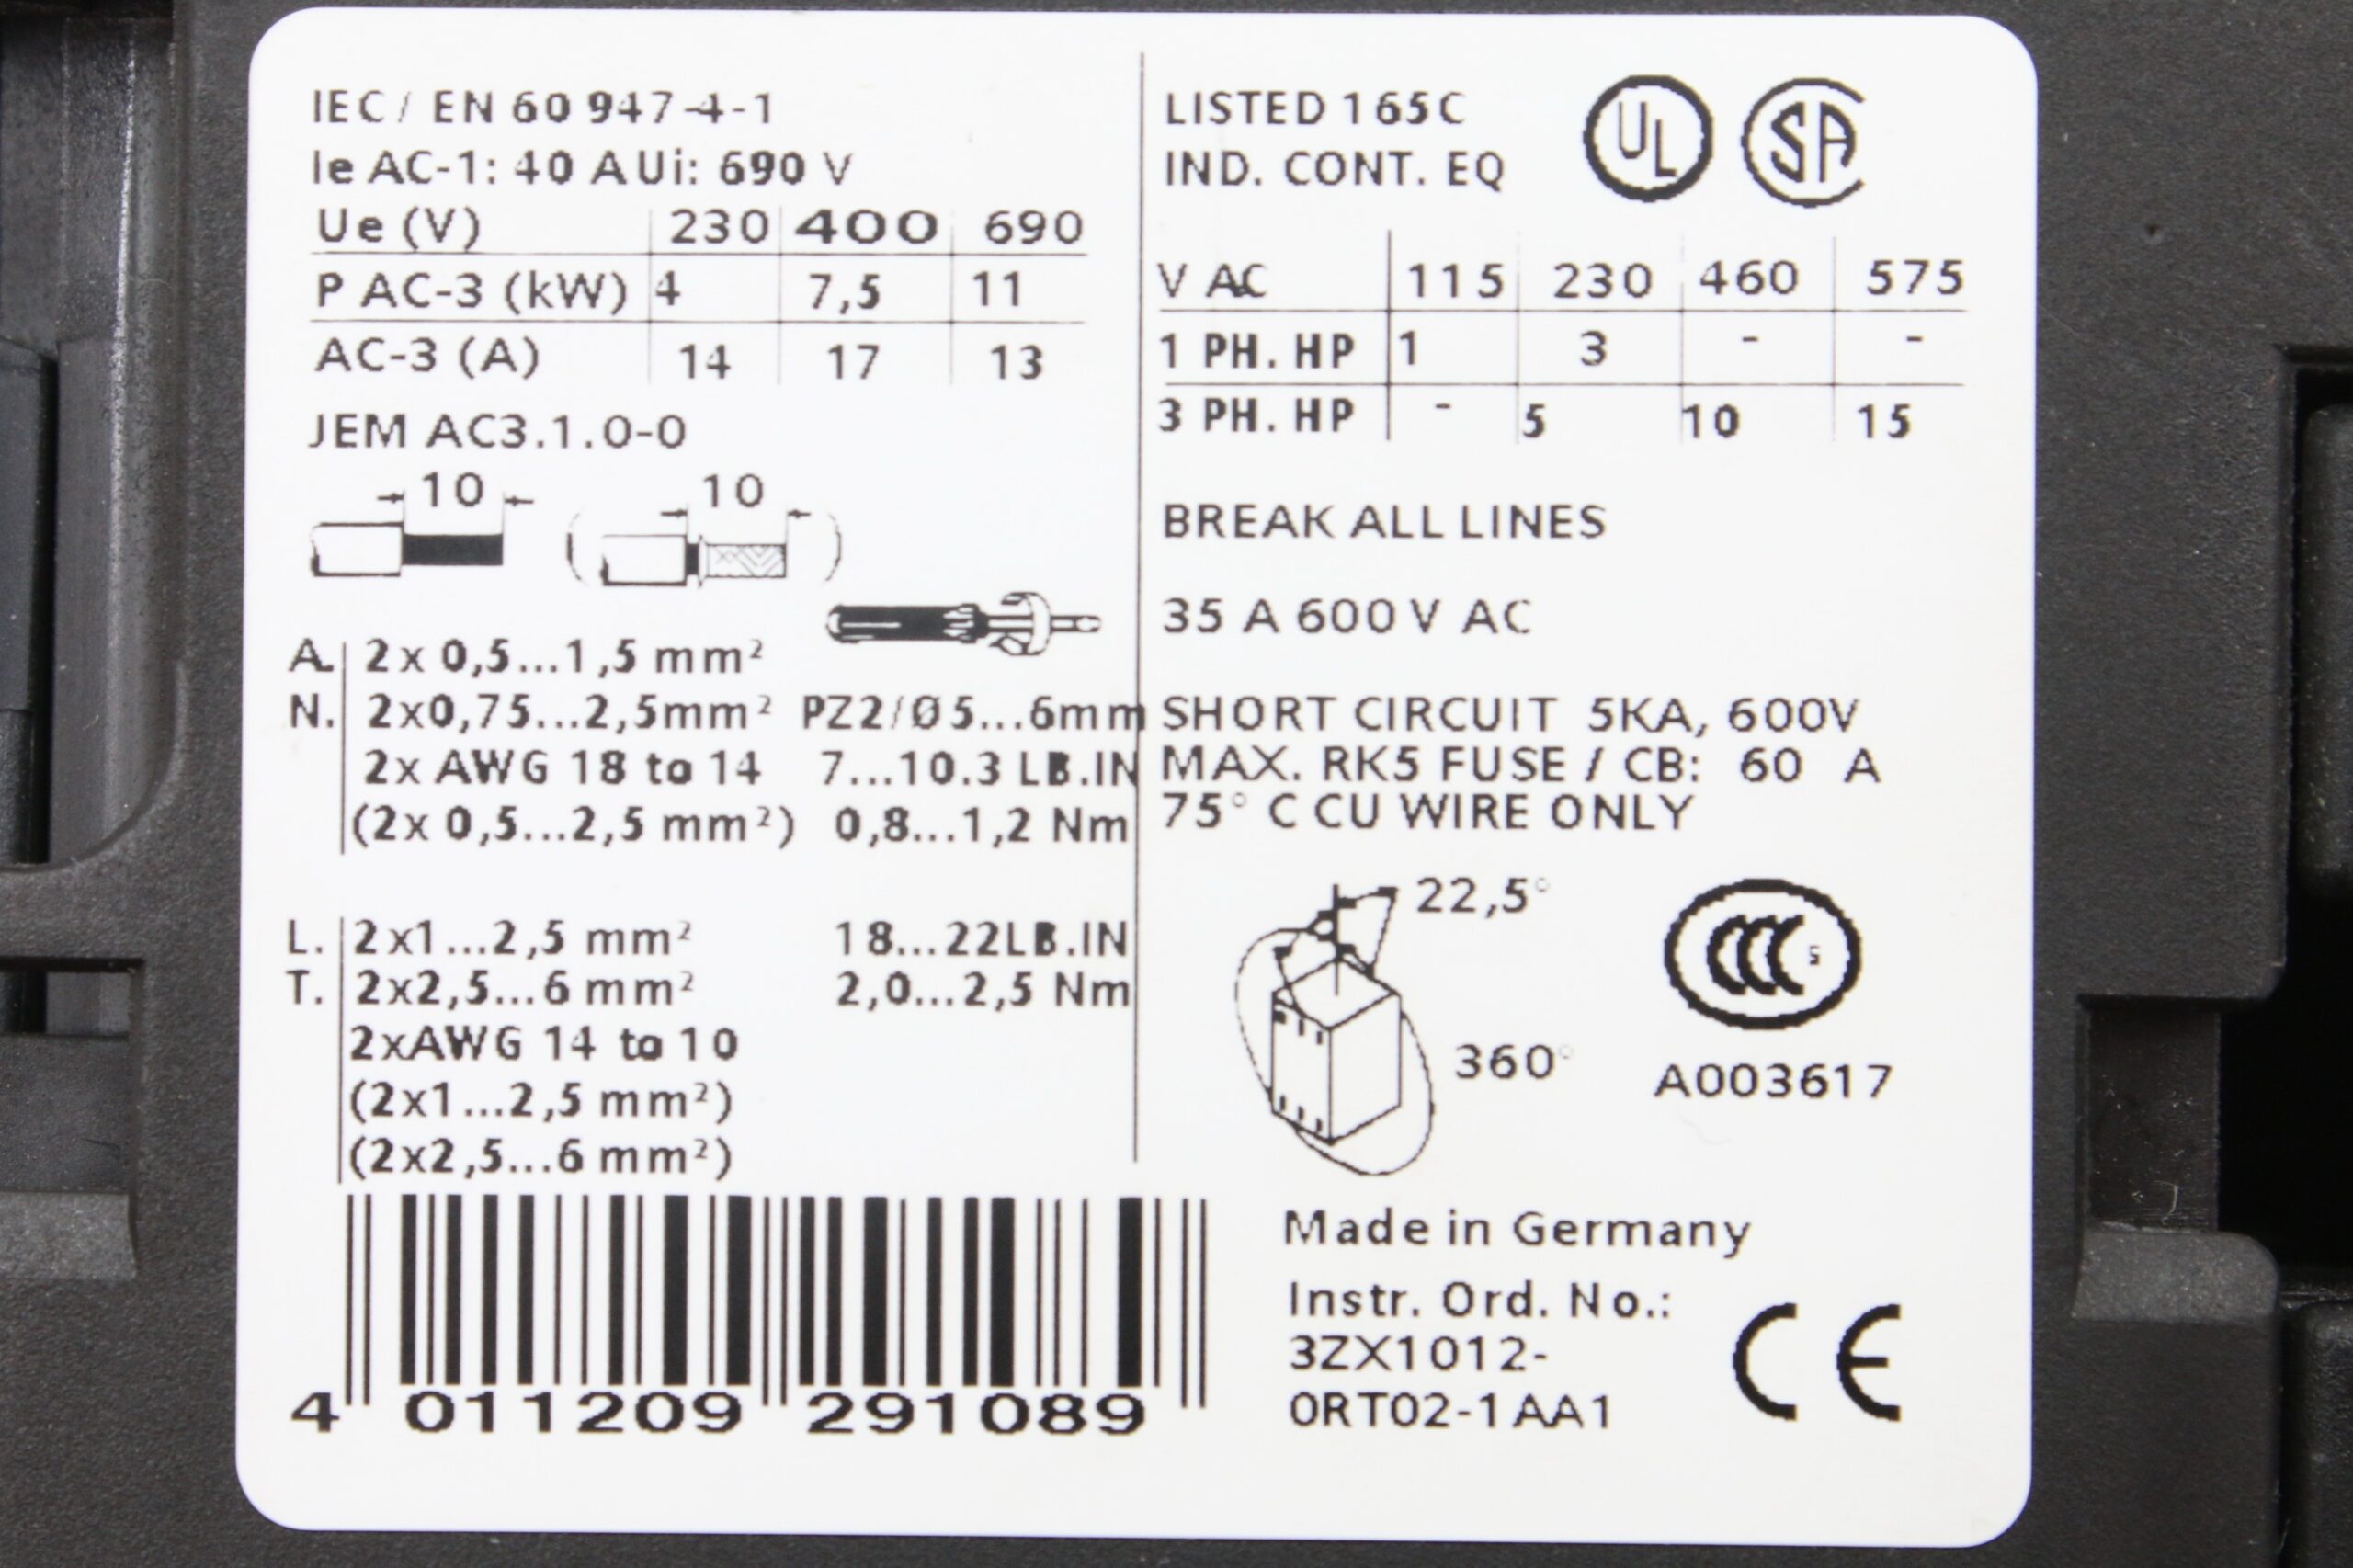 IEC/ EN 60 947-4-1
Ie AC-1: 40 A Ui: 690 V
Ue (V) 230 400 690
P AC-3 (kW) 4 7,5 11
AC-3 (A) 14 17 13
JEM AC3.1.0-0
10 10
A. 2x 0,5...1,5 mm²
N. 2x0,75...2,5mm² PZ2/Ø5...6mm
2x AWG 18 to 14 7...10.3 LB.IN
(2x 0,5...2,5 mm²) 0,8...1,2 Nm
L. 2x1...2,5 mm² 18...22LB.IN
T. 2x2,5...6 mm² 2,0...2,5 Nm
2xAWG 14 to 10
(2x1...2,5 mm²)
(2x2,5...6 mm²)
4 011209 291089
LISTED 165C
IND. CONT. EQ
UL
SA
V AC 115 230 460 575
1 PH. HP 1 3 - -
3 PH. HP - 5 10 15
BREAK ALL LINES
35 A 600 V AC
SHORT CIRCUIT 5KA, 600V
MAX. RK5 FUSE / CB: 60 A
75° C CU WIRE ONLY
22,5°
360°
CCC S
A003617
Made in Germany
Instr. Ord. No.:
3ZX1012-
0RT02-1AA1
CE